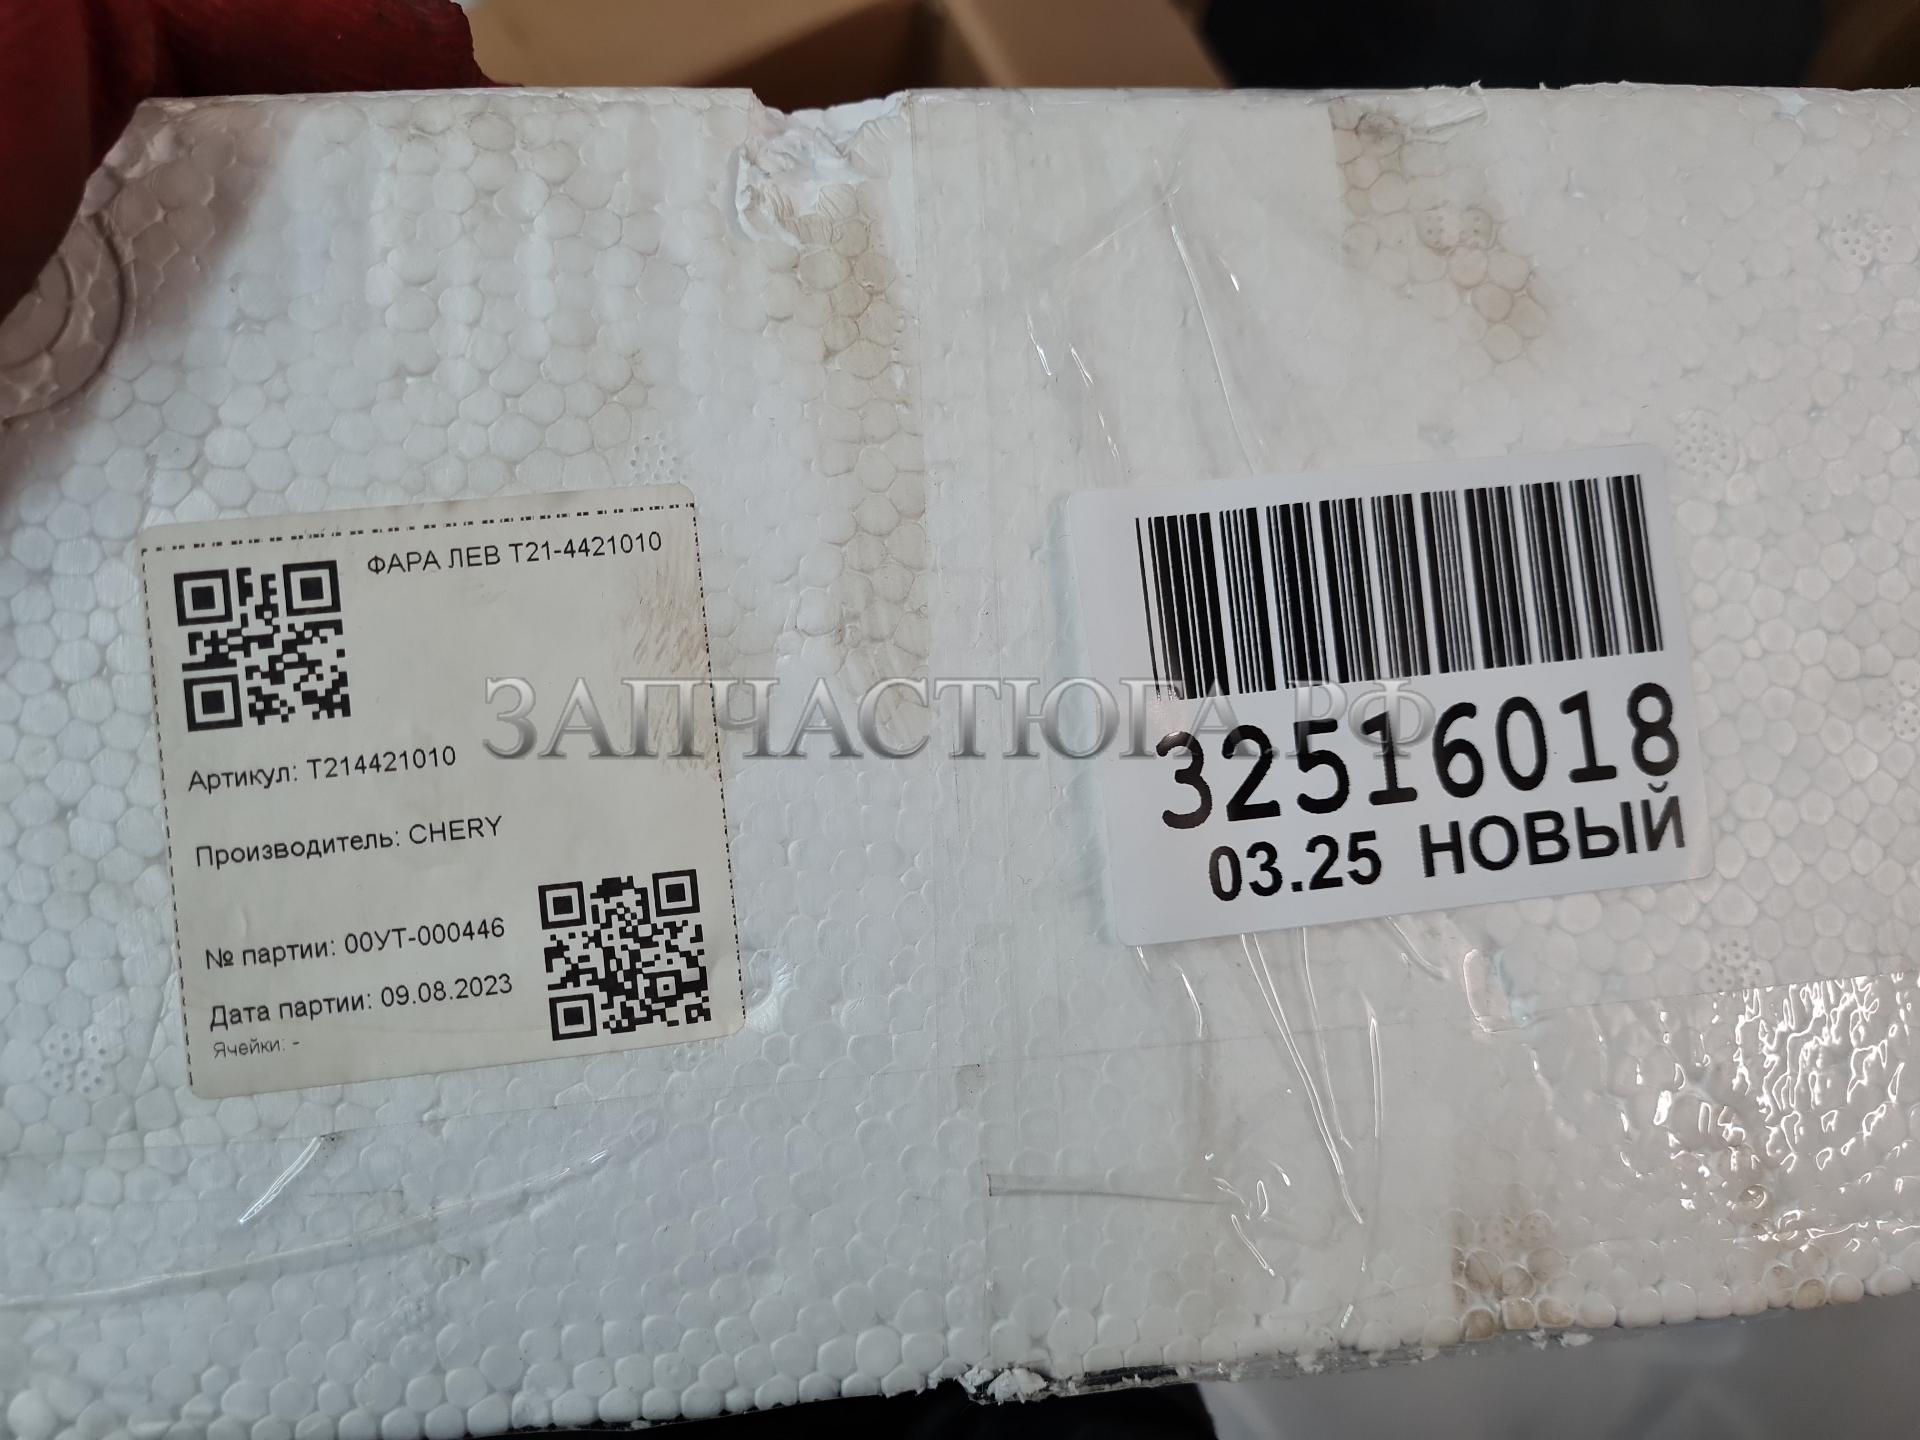 ФАРА ЛЕВ T21-4421010
Артикул: T214421010
Производитель: CHERY
№ партии: 00УТ-000446
Дата партии: 09.08.2023
Ячейки: -
ЗАПЧАСТЮГА.РФ
32516018
03.25 НОВЫЙ